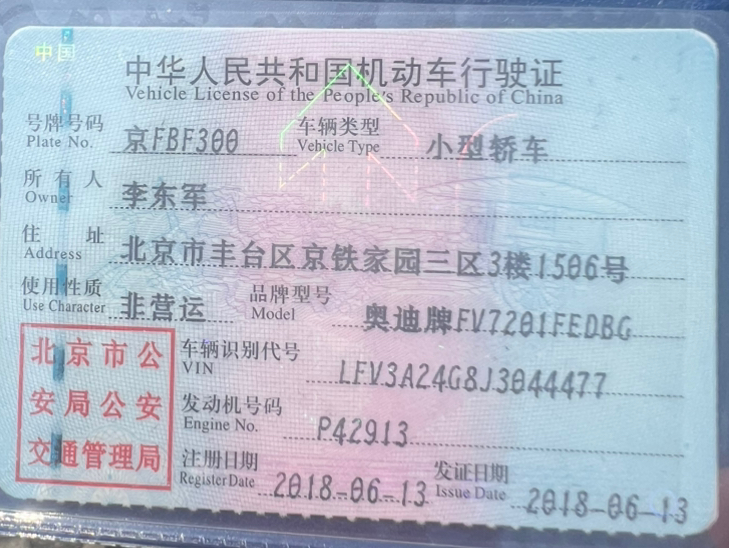 中国
中华人民共和国机动车行驶证
Vehicle License of the People's Republic of China
号牌号码 京FBF300 车辆类型 小型轿车
Plate No. Vehicle Type
所有人 李东军
Owner
住址 北京市丰台区京铁家园三区3楼1506号
Address
使用性质 非营运 品牌型号 奥迪牌FV7201FEDBG
Use Character Model
北京市公 车辆识别代号 LFV3A24G8J3044477
VIN
安局公安 发动机号码 P42913
Engine No.
交通管理局 注册日期 2018-06-13 发证日期 2018-06-13
Register Date Issue Date